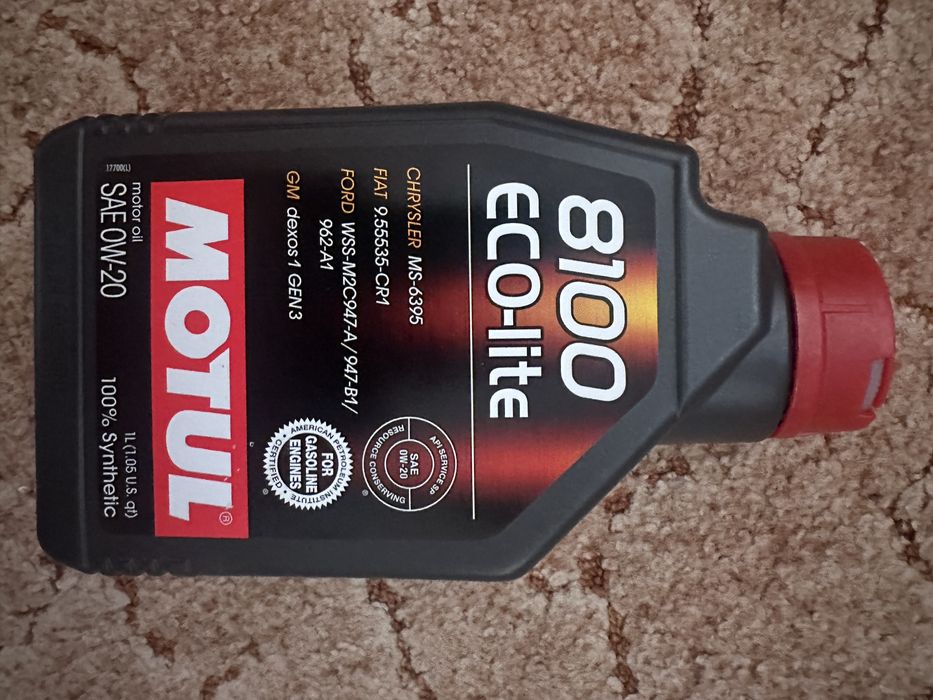 8100
ECO-lite
CHRYSLER MS-6395
FIAT 9.55535-CR1
FORD WSS-M2C947-A / 947-B1/
962-A1
GM dexos1 GEN3
API SERVICE SP
SAE
0W-20
RESOURCE CONSERVING
®
AMERICAN PETROLEUM INSTITUTE
FOR
GASOLINE
ENGINES
CERTIFIED
®
MOTUL®
motor oil
SAE 0W-20
1L (1.05 U.S. qt)
100% Synthetic
17700(L)